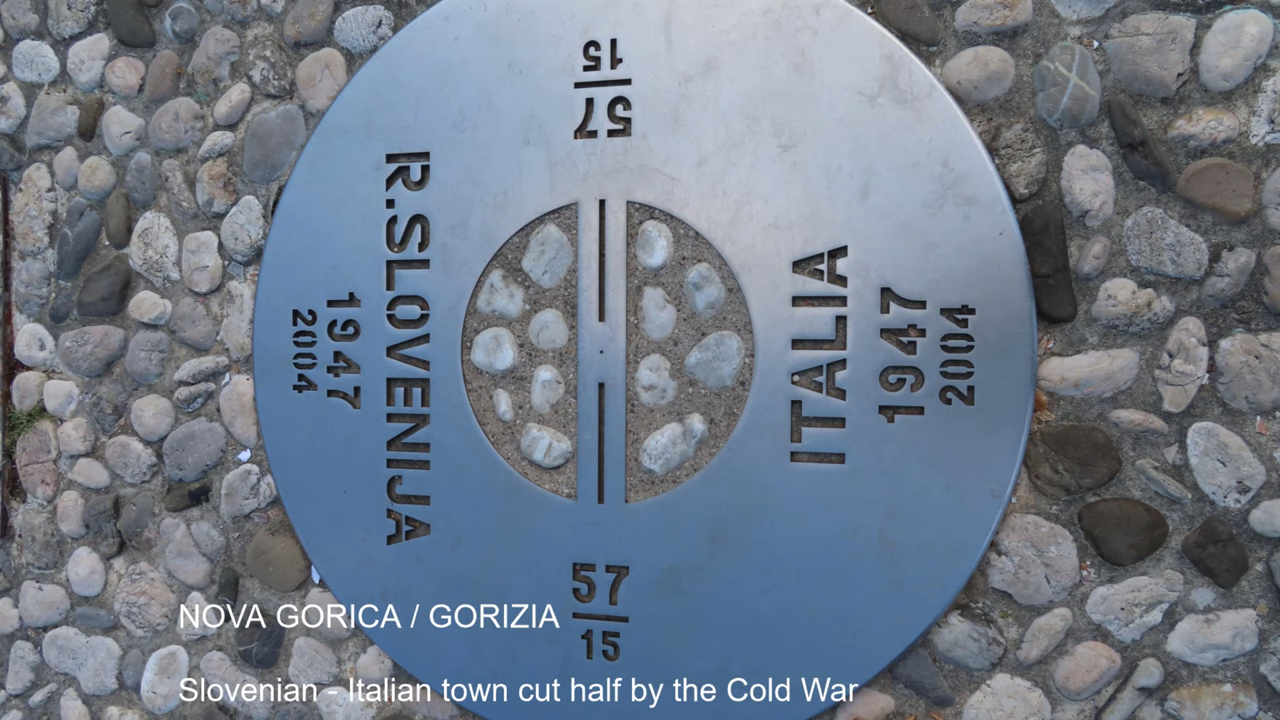 15
57
R.SLOVENIJA
1947
2004
ITALIA
1947
2004
57
15
NOVA GORICA / GORIZIA
Slovenian - Italian town cut half by the Cold War